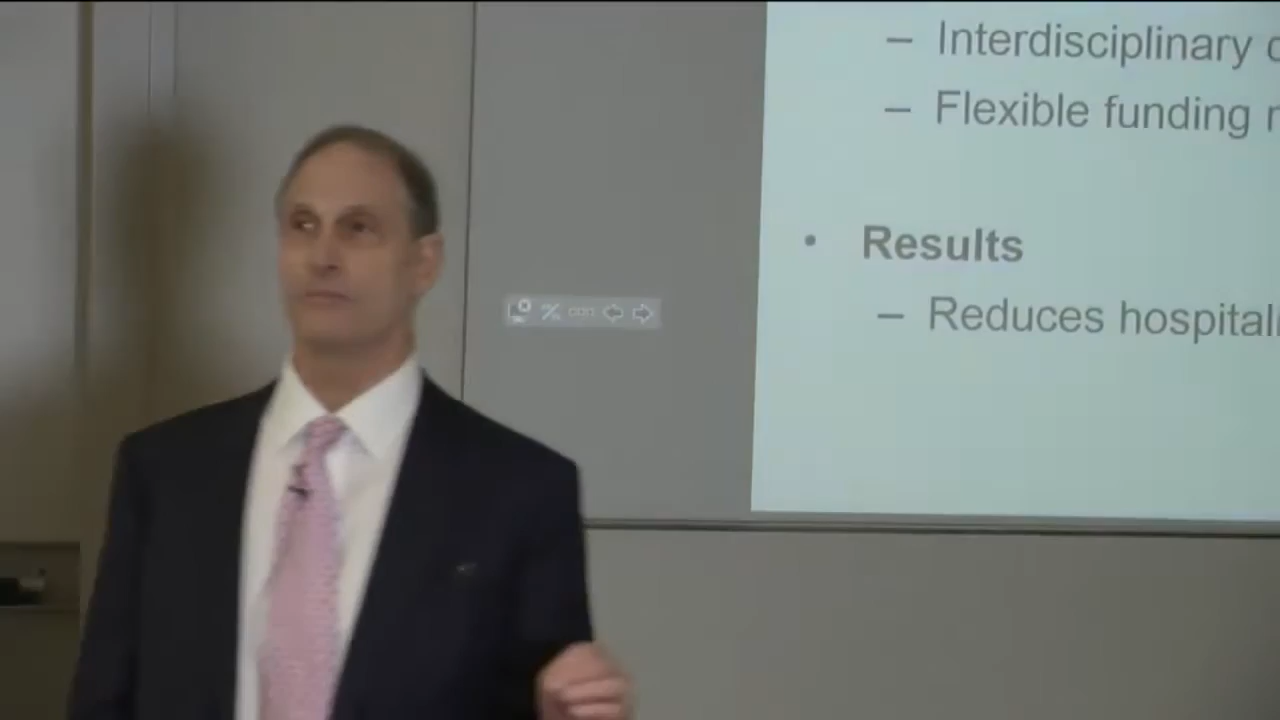 – Interdisciplinary
– Flexible funding
• Results
– Reduces